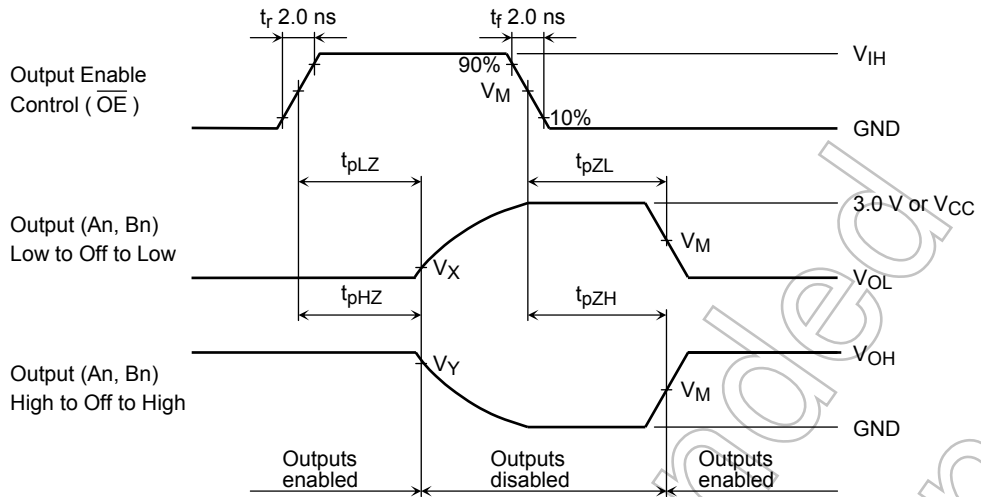 tr 2.0 ns
tf 2.0 ns
Output Enable
Control ( OE )
90%
VM
10%
VIH
GND
tpLZ
tpZL
Output (An, Bn)
Low to Off to Low
3.0 V or VCC
VM
VX
VOL
tpHZ
tpZH
Output (An, Bn)
High to Off to High
VY
VOH
VM
GND
Outputs
enabled
Outputs
disabled
Outputs
enabled